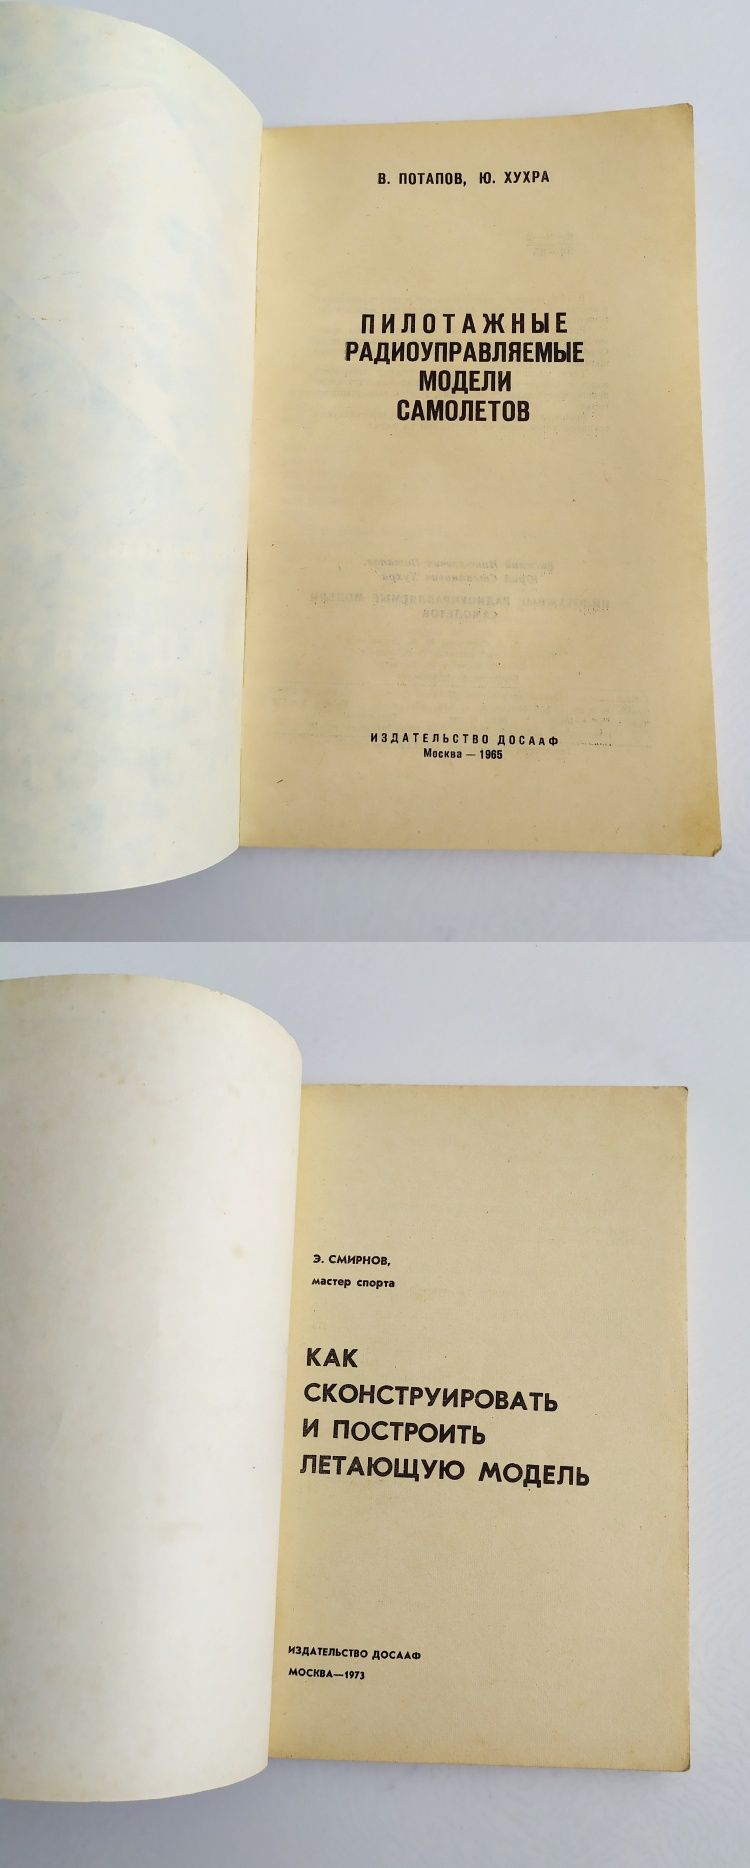 В. ПОТАПОВ, Ю. ХУХРА
ПИЛОТАЖНЫЕ
РАДИОУПРАВЛЯЕМЫЕ
МОДЕЛИ
САМОЛЕТОВ
ИЗДАТЕЛЬСТВО ДОСААФ
Москва — 1965
Э. СМИРНОВ,
мастер спорта
КАК
СКОНСТРУИРОВАТЬ
И ПОСТРОИТЬ
ЛЕТАЮЩУЮ МОДЕЛЬ
ИЗДАТЕЛЬСТВО ДОСААФ
МОСКВА—1973